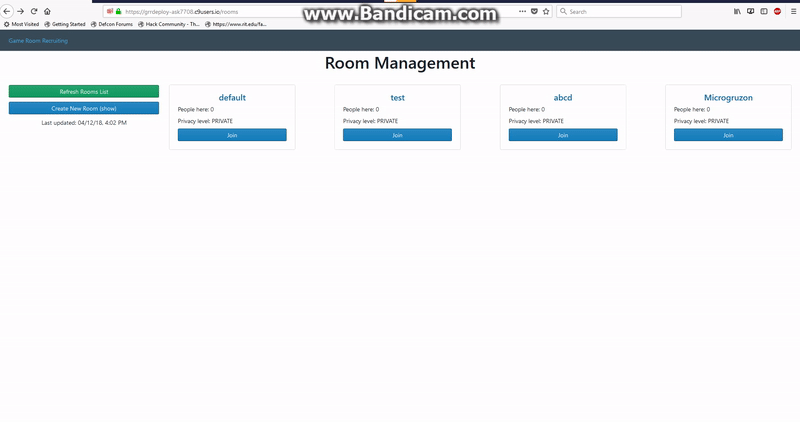 www.Bandicam.com
https://grrdeploy-ask7708.c9users.io/rooms
Search
Most Visited
Getting Started
Defcon Forums
Hack Community - Th...
https://www.rit.edu/fa...
Game Room Recruiting
Room Management
Refresh Rooms List
Create New Room (show)
Last updated: 04/12/18, 4:02 PM
default
People here: 0
Privacy level: PRIVATE
Join
test
People here: 0
Privacy level: PRIVATE
Join
abcd
People here: 0
Privacy level: PRIVATE
Join
Microgruzon
People here: 0
Privacy level: PRIVATE
Join